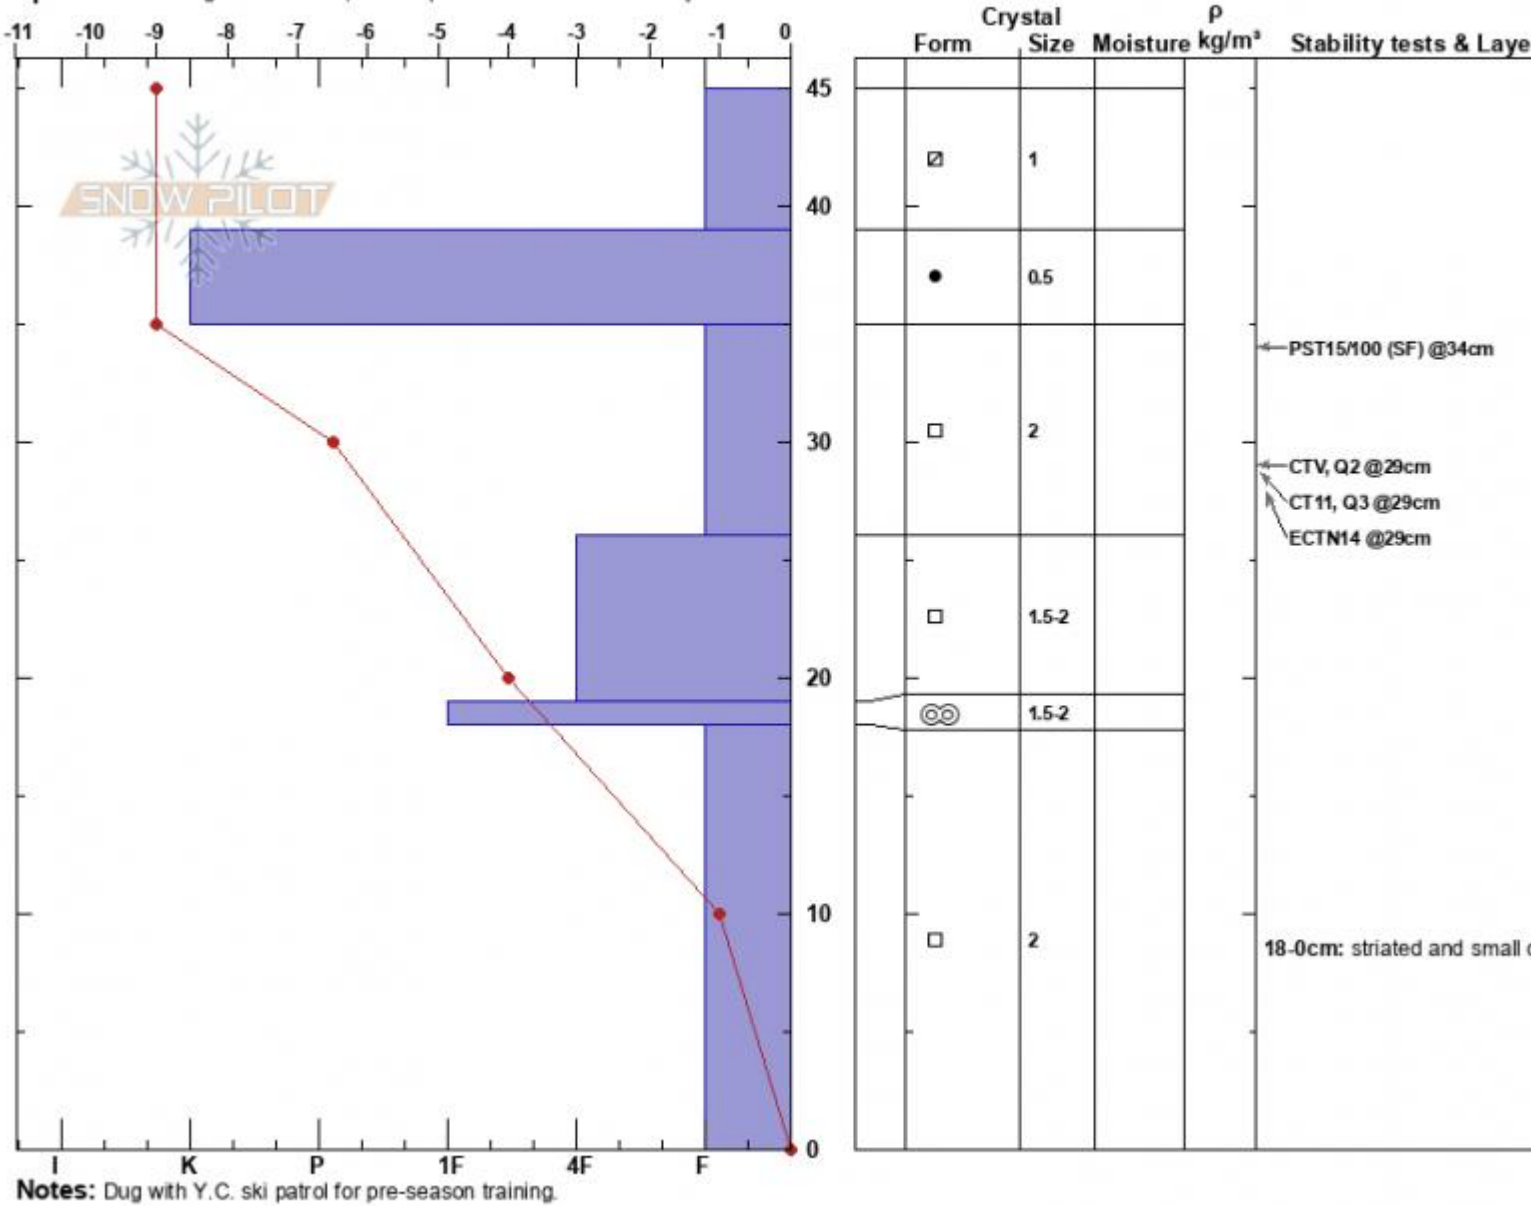 -11 -10 -9 -8 -7 -6 -5 -4 -3 -2 -1 0
Crystal
ρ
Form Size Moisture kg/m³ Stability tests & Laye
45
SNOW PILOT
1
40
0.5
PST15/100 (SF) @34cm
30
2
CTV, Q2 @29cm
CT11, Q3 @29cm
ECTN14 @29cm
1.5-2
20
1.5-2
10
2
18-0cm: striated and small
0
I K P 1F 4F F
Notes: Dug with Y.C. ski patrol for pre-season training.